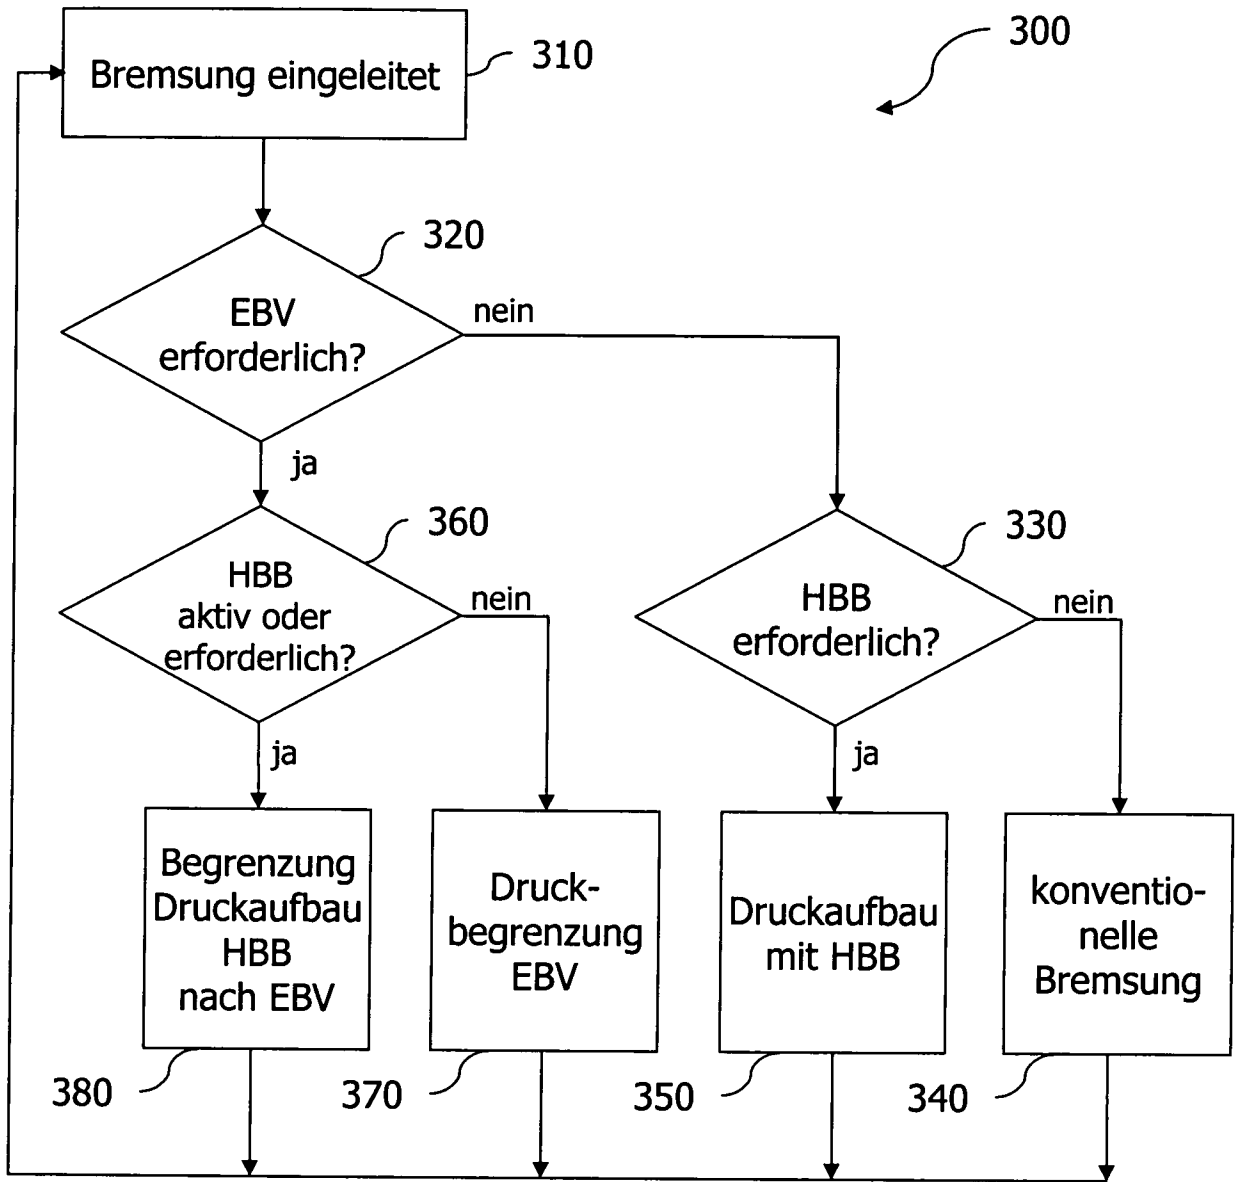 300
310
Bremsung eingeleitet
320
EBV
erforderlich?
nein
ja
360
HBB
aktiv oder
erforderlich?
nein
ja
330
HBB
erforderlich?
nein
ja
Begrenzung
Druckaufbau
HBB
nach EBV
Druck-
begrenzung
EBV
Druckaufbau
mit HBB
konventio-
nelle
Bremsung
380
370
350
340